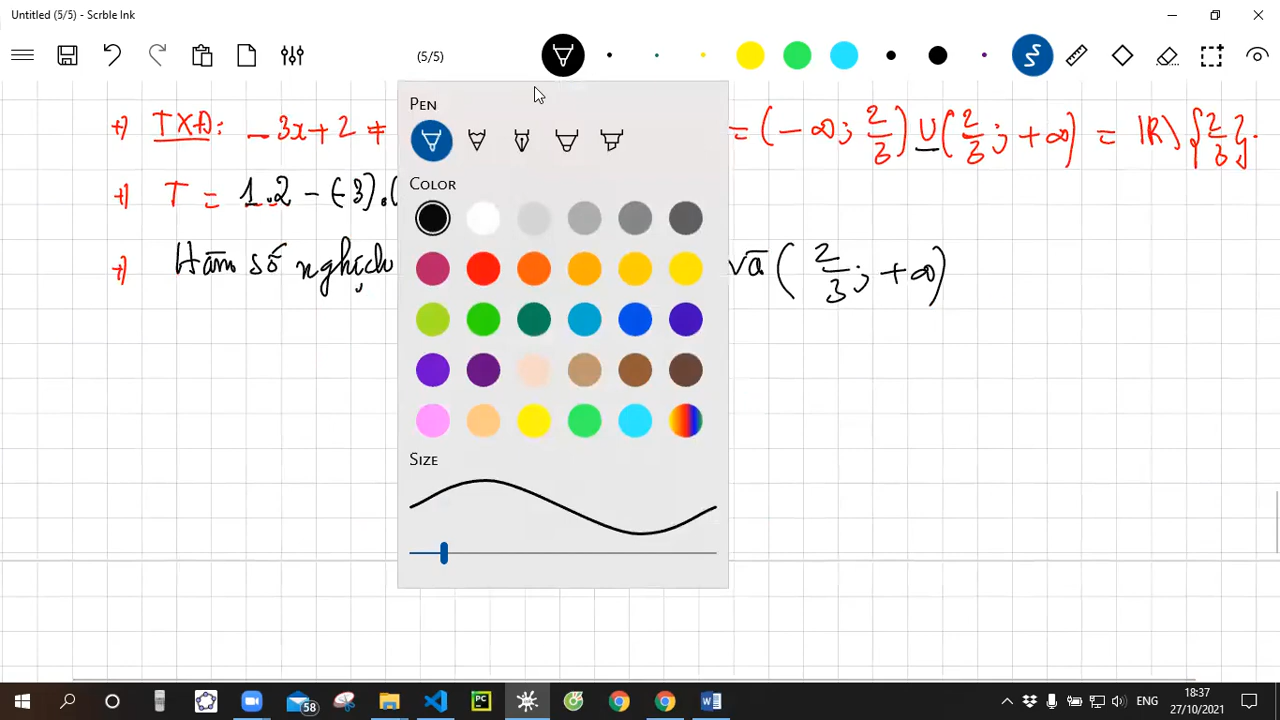 Untitled (5/5) - Scrble Ink
(5/5)
+) TXĐ: -3x+2 ≠
= (-∞; 2/3) ∪ (2/3; +∞) = ℝ\{2/3}.
+) T = 1.2 - (-3).(
+) Hàm số nghịch
và (2/3; +∞)
PEN
COLOR
SIZE
58
PC
ENG
18:37
27/10/2021